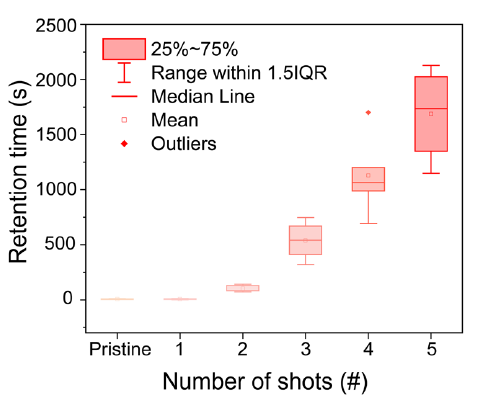 2500
2000
1500
1000
500
0
Retention time (s)
25%~75%
Range within 1.5IQR
Median Line
Mean
Outliers
Pristine 1 2 3 4 5
Number of shots (#)